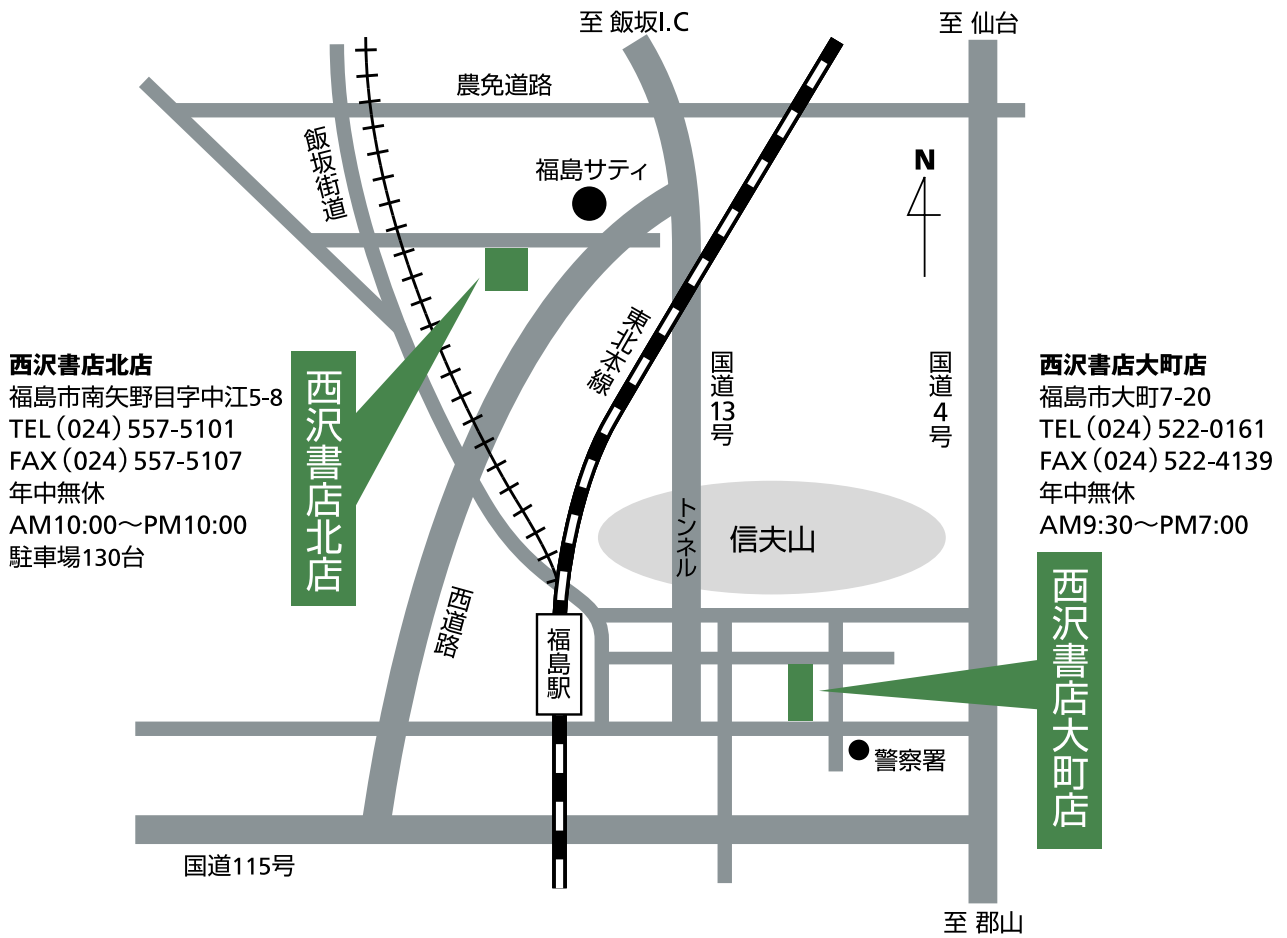 至 飯坂I.C
至 仙台
農免道路
飯坂街道
福島サティ
N
東北本線
国道13号
国道4号
西沢書店北店
福島市南矢野目字中江5-8
TEL（024）557-5101
FAX（024）557-5107
年中無休
AM10:00～PM10:00
駐車場130台
西沢書店北店
西沢書店大町店
福島市大町7-20
TEL（024）522-0161
FAX（024）522-4139
年中無休
AM9:30～PM7:00
西沢書店大町店
トンネル
信夫山
西道路
福島駅
警察署
国道115号
至 郡山